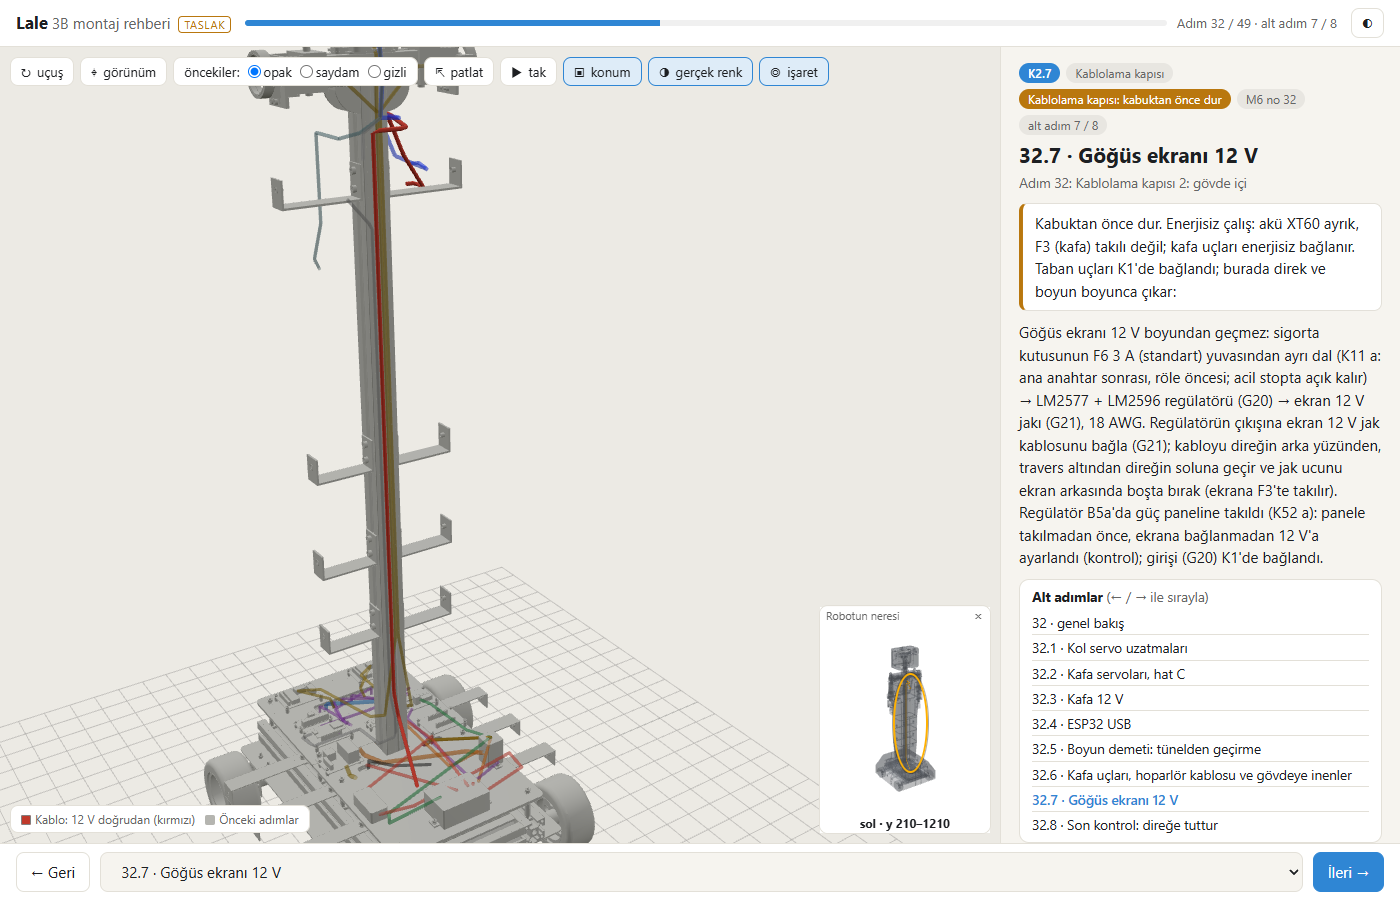 Lale 3B montaj rehberi TASLAK
Adım 32 / 49 · alt adım 7 / 8
↻ uçuş
⌖ görünüm
öncekiler: opak saydam gizli
↖ patlat
▶ tak
▣ konum
◑ gerçek renk
◎ işaret
K2.7 Kablolama kapısı
Kablolama kapısı: kabuktan önce dur M6 no 32
alt adım 7 / 8
32.7 · Göğüs ekranı 12 V
Adım 32: Kablolama kapısı 2: gövde içi
Kabuktan önce dur. Enerjisiz çalış: akü XT60 ayrık,
F3 (kafa) takılı değil; kafa uçları enerjisiz bağlanır.
Taban uçları K1'de bağlandı; burada direk ve
boyun boyunca çıkar:
Göğüs ekranı 12 V boyundan geçmez: sigorta
kutusunun F6 3 A (standart) yuvasından ayrı dal (K11 a:
ana anahtar sonrası, röle öncesi; acil stopta açık kalır)
→ LM2577 + LM2596 regülatörü (G20) → ekran 12 V
jakı (G21), 18 AWG. Regülatörün çıkışına ekran 12 V jak
kablosunu bağla (G21); kabloyu direğin arka yüzünden,
travers altından direğin soluna geçir ve jak ucunu
ekran arkasında boşta bırak (ekrana F3'te takılır).
Regülatör B5a'da güç paneline takıldı (K52 a): panele
takılmadan önce, ekrana bağlanmadan 12 V'a
ayarlandı (kontrol); girişi (G20) K1'de bağlandı.
Alt adımlar (← / → ile sırayla)
32 · genel bakış
32.1 · Kol servo uzatmaları
32.2 · Kafa servoları, hat C
32.3 · Kafa 12 V
32.4 · ESP32 USB
32.5 · Boyun demeti: tünelden geçirme
32.6 · Kafa uçları, hoparlör kablosu ve gövdeye inenler
32.7 · Göğüs ekranı 12 V
32.8 · Son kontrol: direğe tuttur
Robotun neresi ×
sol · y 210–1210
Kablo: 12 V doğrudan (kırmızı) Önceki adımlar
← Geri
32.7 · Göğüs ekranı 12 V
İleri →